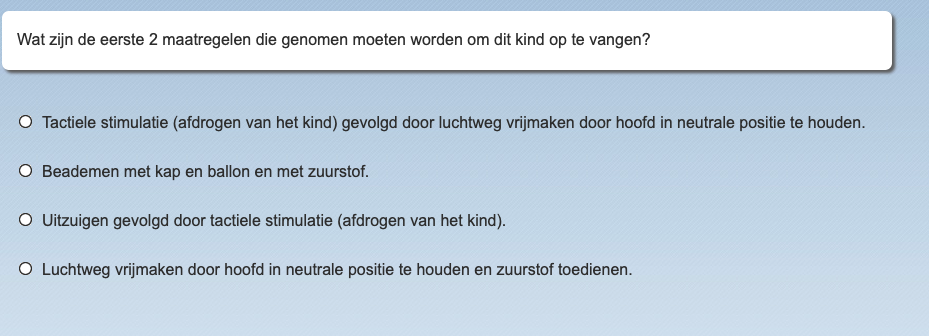 Wat zijn de eerste 2 maatregelen die genomen moeten worden om dit kind op te vangen?
Tactiele stimulatie (afdrogen van het kind) gevolgd door luchtweg vrijmaken door hoofd in neutrale positie te houden.
Beademen met kap en ballon en met zuurstof.
Uitzuigen gevolgd door tactiele stimulatie (afdrogen van het kind).
Luchtweg vrijmaken door hoofd in neutrale positie te houden en zuurstof toedienen.